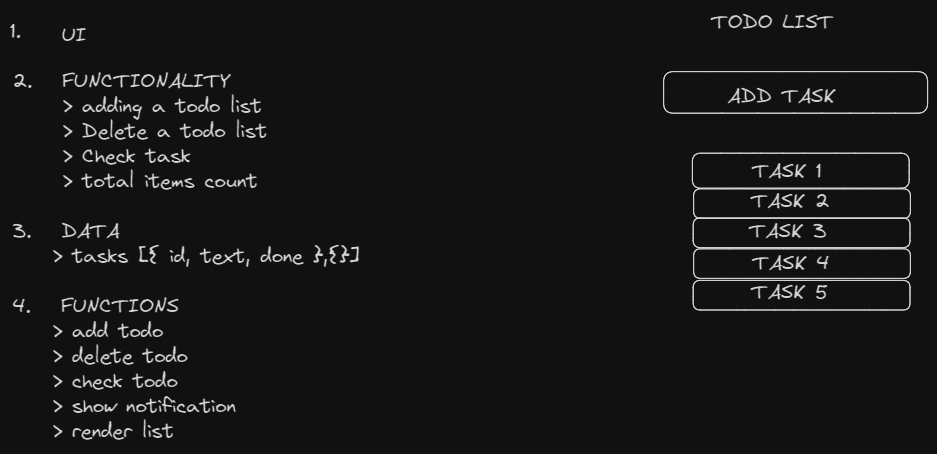 1. UI
2. FUNCTIONALITY
> adding a todo list
> Delete a todo list
> Check task
> total items count
3. DATA
> tasks [{ id, text, done },{}]
4. FUNCTIONS
> add todo
> delete todo
> check todo
> show notification
> render list
TODO LIST
ADD TASK
TASK 1
TASK 2
TASK 3
TASK 4
TASK 5